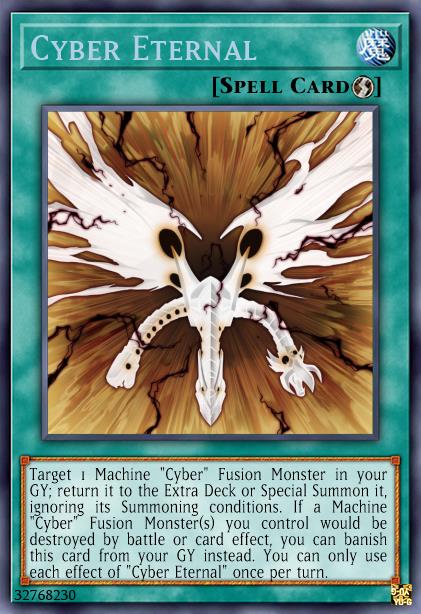 Cyber Eternal
魔
[Spell Card]
Target 1 Machine "Cyber" Fusion Monster in your
GY; return it to the Extra Deck or Special Summon it,
ignoring its Summoning conditions. If a Machine
"Cyber" Fusion Monster(s) you control would be
destroyed by battle or card effect, you can banish
this card from your GY instead. You can only use
each effect of "Cyber Eternal" once per turn.
32768230